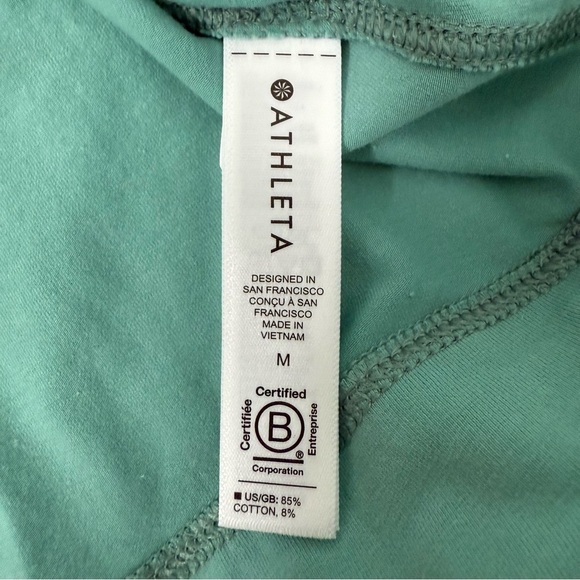 ATHLETA
DESIGNED IN
SAN FRANCISCO
CONÇU À SAN
FRANCISCO
MADE IN
VIETNAM
M
Certified
Certifiée
B
®
Entreprise
Corporation
■ US/GB: 85%
COTTON, 8%